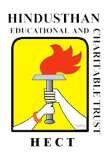 HINDUSTHAN
EDUCATIONAL AND
CHARITABLE TRUST
HECT